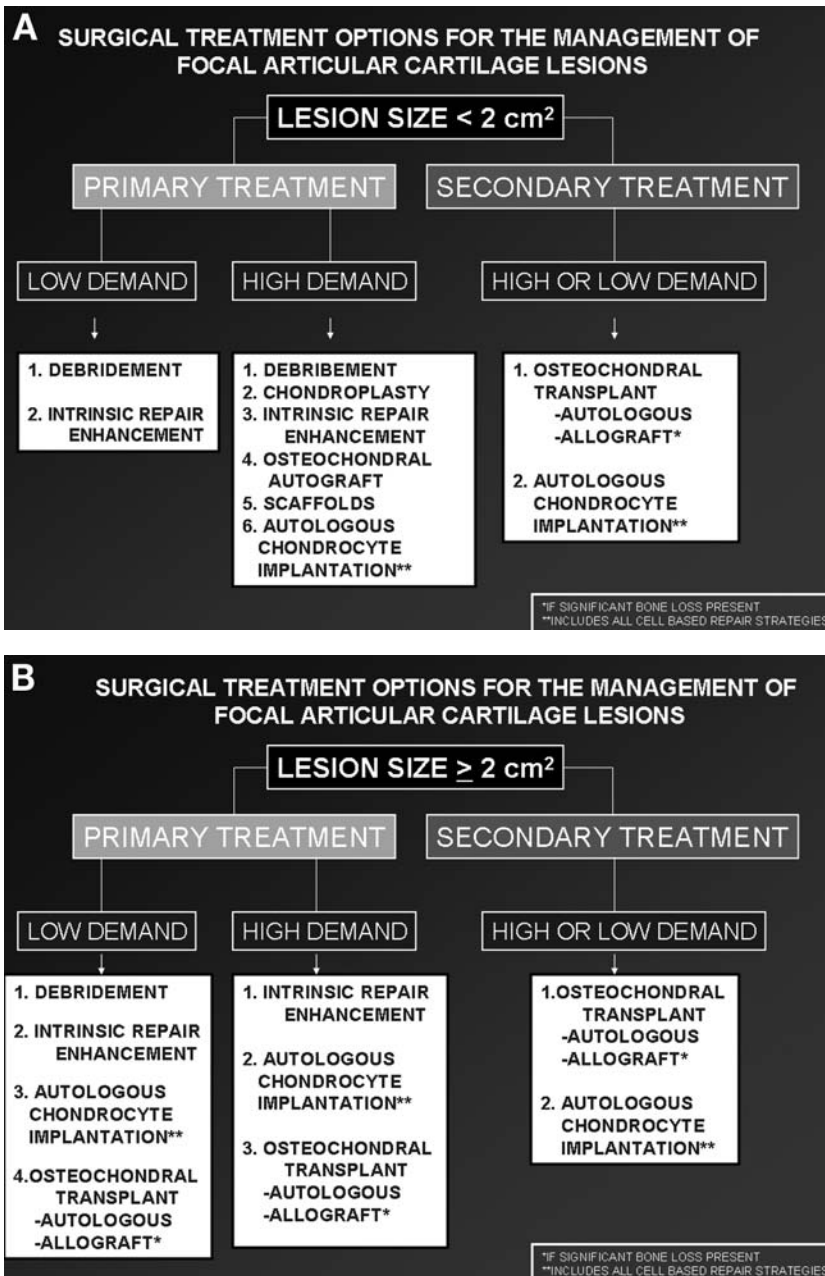 A
SURGICAL TREATMENT OPTIONS FOR THE MANAGEMENT OF
FOCAL ARTICULAR CARTILAGE LESIONS
LESION SIZE < 2 cm²
PRIMARY TREATMENT
SECONDARY TREATMENT
LOW DEMAND
HIGH DEMAND
HIGH OR LOW DEMAND
1. DEBRIDEMENT
2. INTRINSIC REPAIR
ENHANCEMENT
1. DEBRIBEMENT
2. CHONDROPLASTY
3. INTRINSIC REPAIR
ENHANCEMENT
4. OSTEOCHONDRAL
AUTOGRAFT
5. SCAFFOLDS
6. AUTOLOGOUS
CHONDROCYTE
IMPLANTATION**
1. OSTEOCHONDRAL
TRANSPLANT
-AUTOLOGOUS
-ALLOGRAFT*
2. AUTOLOGOUS
CHONDROCYTE
IMPLANTATION**
*IF SIGNIFICANT BONE LOSS PRESENT
**INCLUDES ALL CELL BASED REPAIR STRATEGIES
B
SURGICAL TREATMENT OPTIONS FOR THE MANAGEMENT OF
FOCAL ARTICULAR CARTILAGE LESIONS
LESION SIZE ≥ 2 cm²
PRIMARY TREATMENT
SECONDARY TREATMENT
LOW DEMAND
HIGH DEMAND
HIGH OR LOW DEMAND
1. DEBRIDEMENT
2. INTRINSIC REPAIR
ENHANCEMENT
3. AUTOLOGOUS
CHONDROCYTE
IMPLANTATION**
4.OSTEOCHONDRAL
TRANSPLANT
-AUTOLOGOUS
-ALLOGRAFT*
1. INTRINSIC REPAIR
ENHANCEMENT
2. AUTOLOGOUS
CHONDROCYTE
IMPLANTATION**
3. OSTEOCHONDRAL
TRANSPLANT
-AUTOLOGOUS
-ALLOGRAFT*
1.OSTEOCHONDRAL
TRANSPLANT
-AUTOLOGOUS
-ALLOGRAFT*
2. AUTOLOGOUS
CHONDROCYTE
IMPLANTATION**
*IF SIGNIFICANT BONE LOSS PRESENT
**INCLUDES ALL CELL BASED REPAIR STRATEGIES